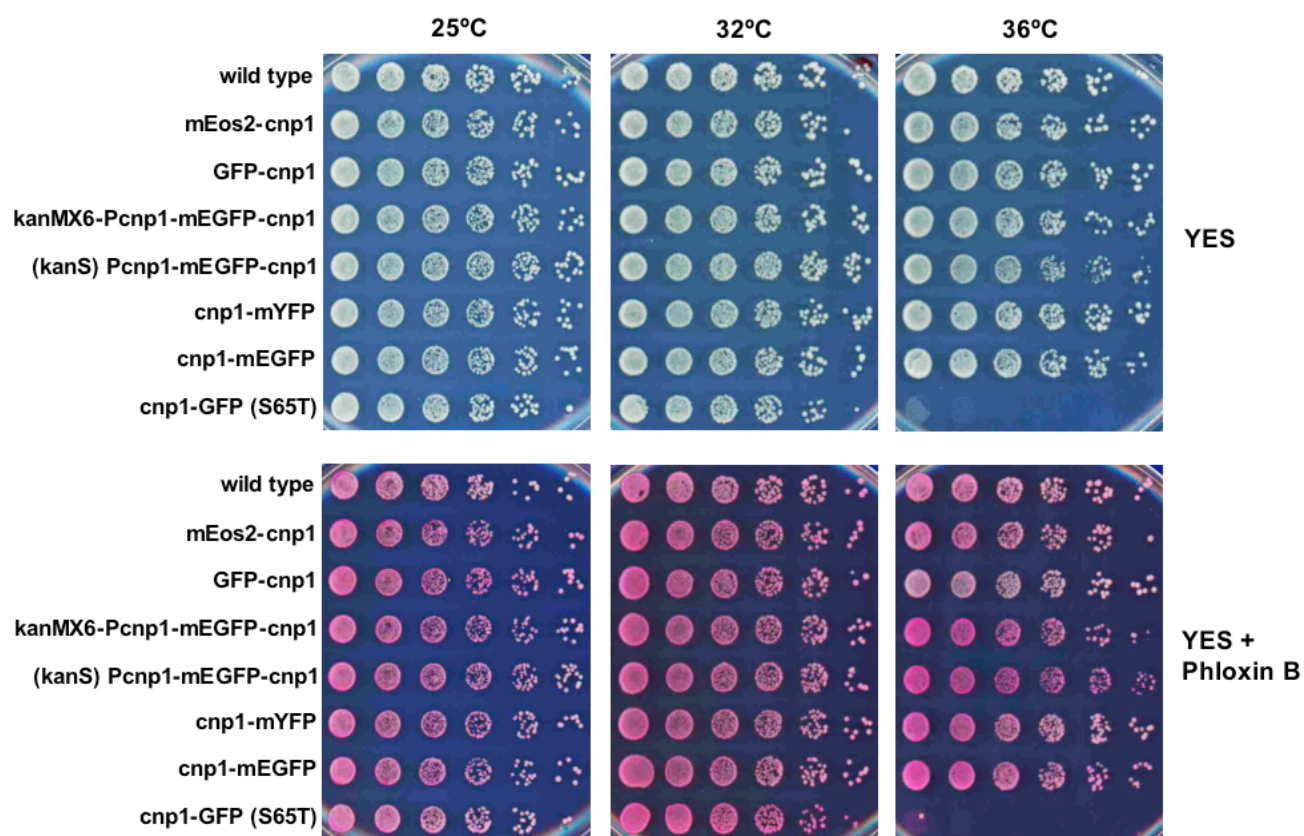 25ºC 32ºC 36ºC
wild type
mEos2-cnp1
GFP-cnp1
kanMX6-Pcnp1-mEGFP-cnp1
YES
(kanS) Pcnp1-mEGFP-cnp1
cnp1-mYFP
cnp1-mEGFP
cnp1-GFP (S65T)
wild type
mEos2-cnp1
GFP-cnp1
kanMX6-Pcnp1-mEGFP-cnp1
YES +
Phloxin B
(kanS) Pcnp1-mEGFP-cnp1
cnp1-mYFP
cnp1-mEGFP
cnp1-GFP (S65T)